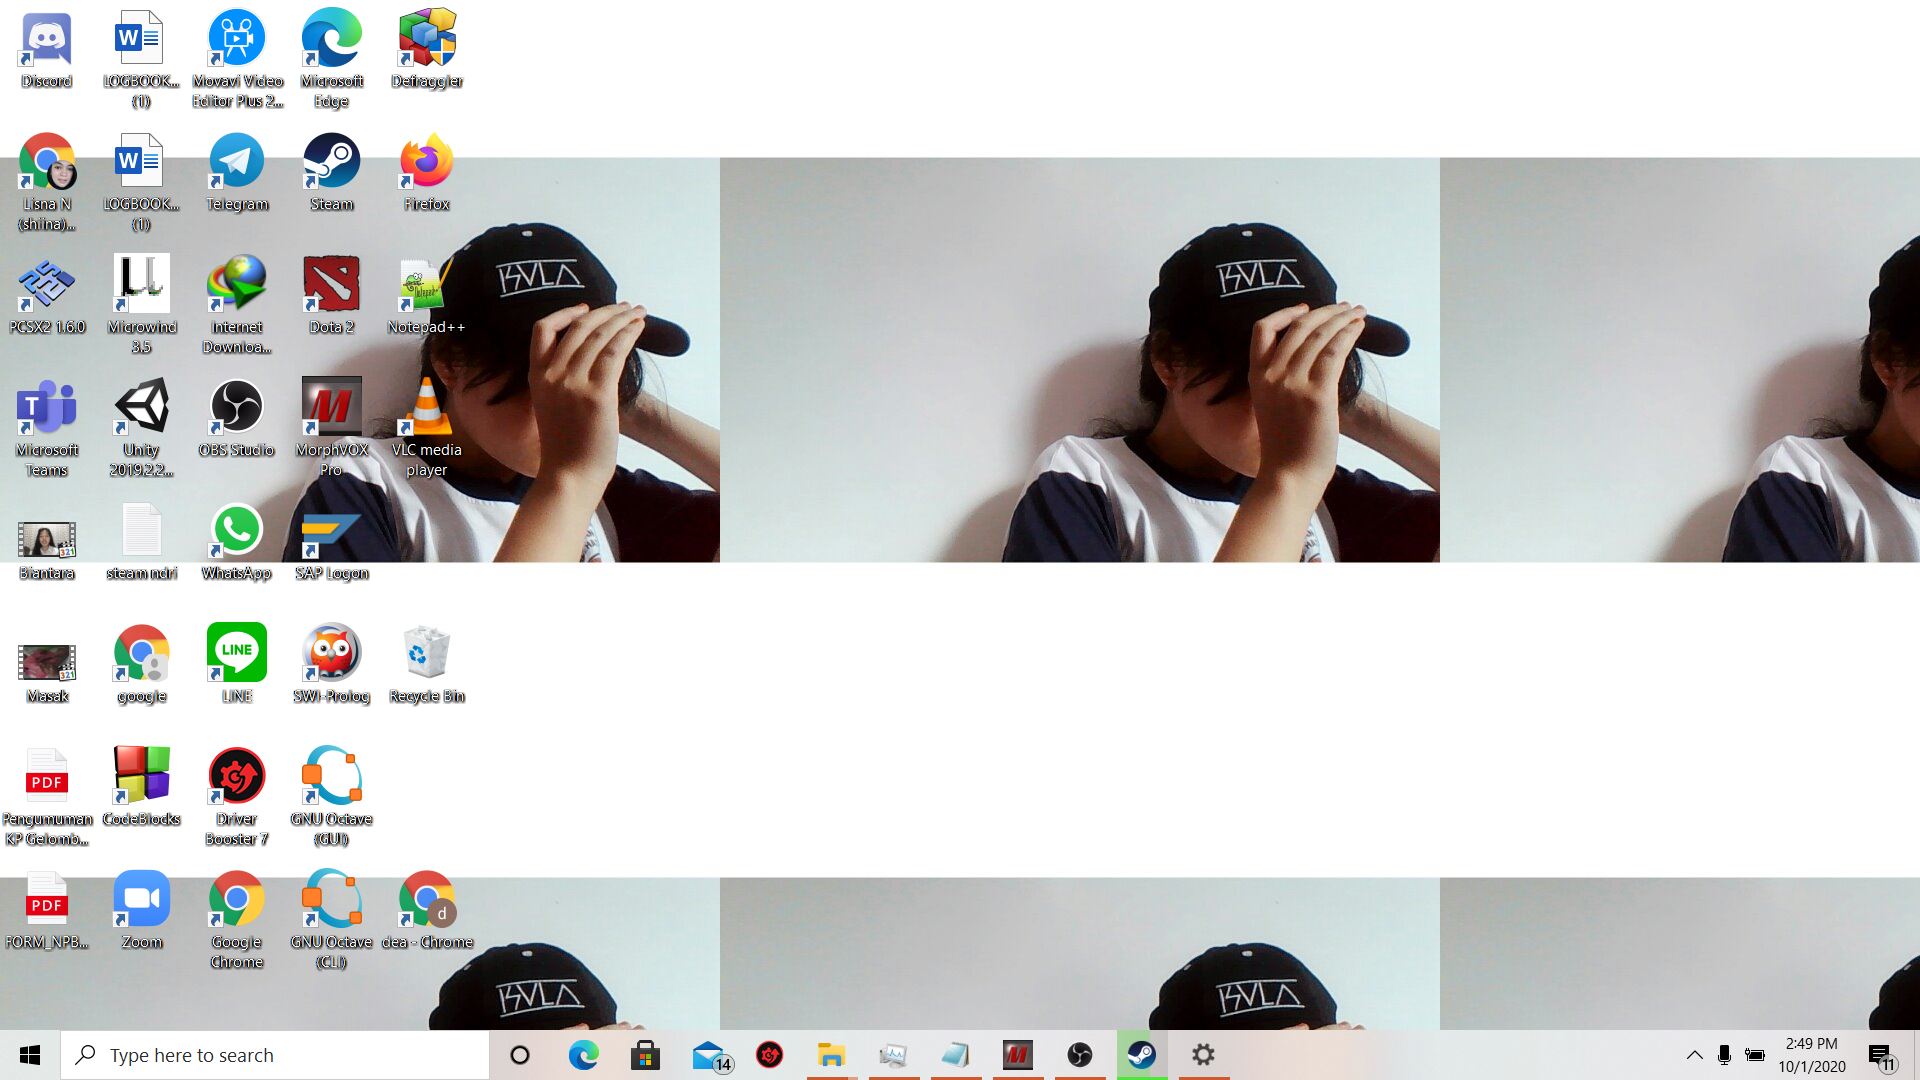 Discord
LOGBOOK...
(1)
Movavi Video
Editor Plus 2...
Microsoft
Edge
Defraggler
Lisna N
(shiina)...
LOGBOOK...
(1)
Telegram
Steam
Firefox
PCSX2 1.6.0
Microwind
3.5
Internet
Downloa...
Dota 2
Notepad++
KVLA
KVLA
Microsoft
Teams
Unity
2019.2.2...
OBS Studio
MorphVOX
Pro
VLC media
player
Biantara
steam ndri
WhatsApp
SAP Logon
Masak
google
LINE
LINE
SWI-Prolog
Recycle Bin
PDF
Pengumuman
KP Gelomb...
CodeBlocks
Driver
Booster 7
GNU Octave
(GUI)
PDF
FORM_NPB...
Zoom
Google
Chrome
GNU Octave
(CLI)
d
dea - Chrome
KVLA
KVLA
Type here to search
14
2:49 PM
10/1/2020
11